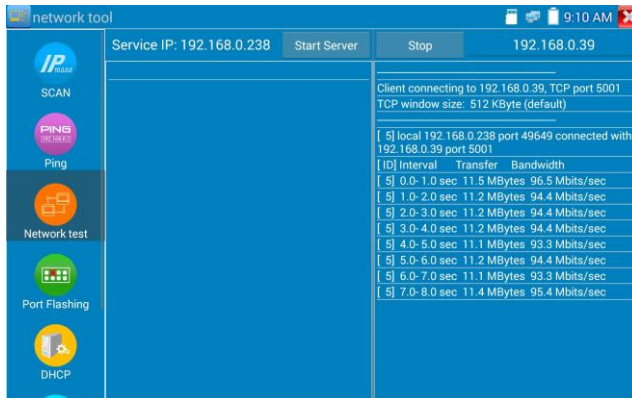 network tool
9:10 AM
Service IP: 192.168.0.238
Start Server
Stop
192.168.0.39
IP
SCAN
PING
Ping
Network test
Port Flashing
DHCP
Client connecting to 192.168.0.39, TCP port 5001
TCP window size: 512 KByte (default)
[ 5] local 192.168.0.238 port 49649 connected with
192.168.0.39 port 5001
[ ID] Interval Transfer Bandwidth
[ 5] 0.0- 1.0 sec 11.5 MBytes 96.5 Mbits/sec
[ 5] 1.0- 2.0 sec 11.2 MBytes 94.4 Mbits/sec
[ 5] 2.0- 3.0 sec 11.2 MBytes 94.4 Mbits/sec
[ 5] 3.0- 4.0 sec 11.2 MBytes 94.4 Mbits/sec
[ 5] 4.0- 5.0 sec 11.1 MBytes 93.3 Mbits/sec
[ 5] 5.0- 6.0 sec 11.2 MBytes 94.4 Mbits/sec
[ 5] 6.0- 7.0 sec 11.1 MBytes 93.3 Mbits/sec
[ 5] 7.0- 8.0 sec 11.4 MBytes 95.4 Mbits/sec